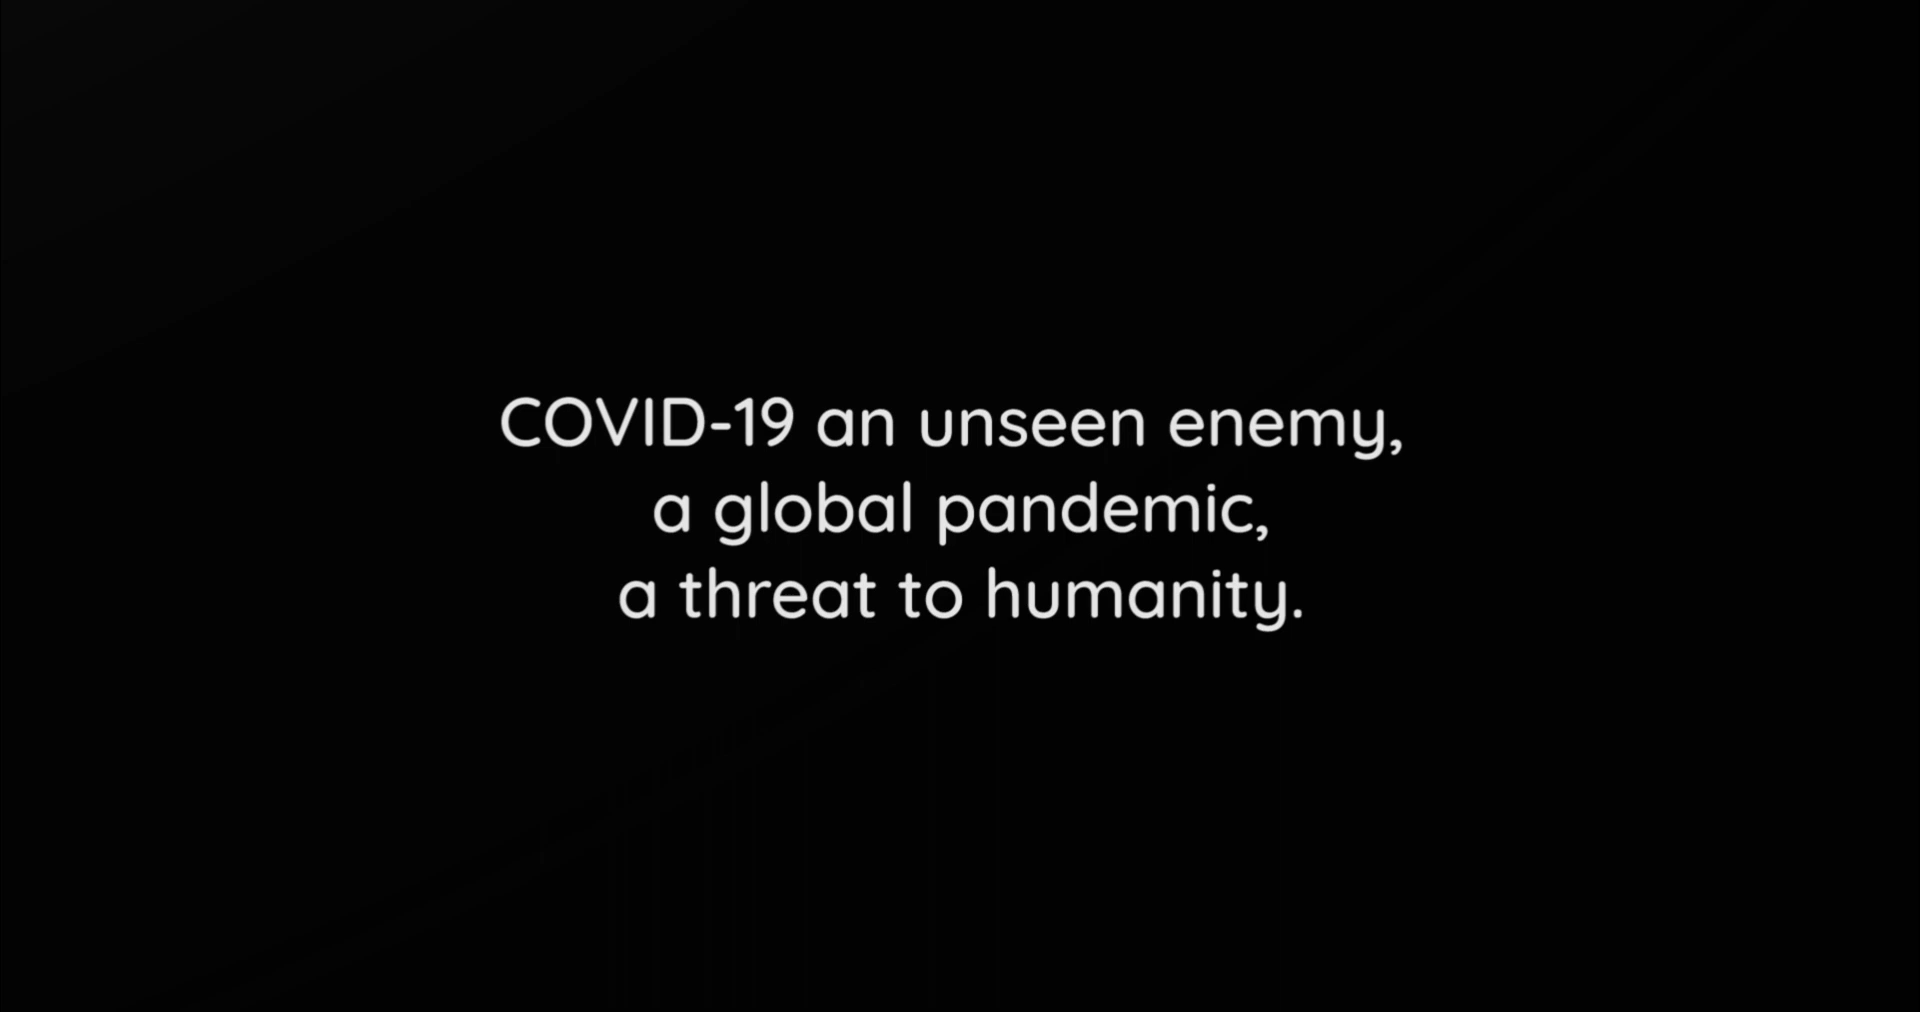 COVID-19 an unseen enemy,
a global pandemic,
a threat to humanity.